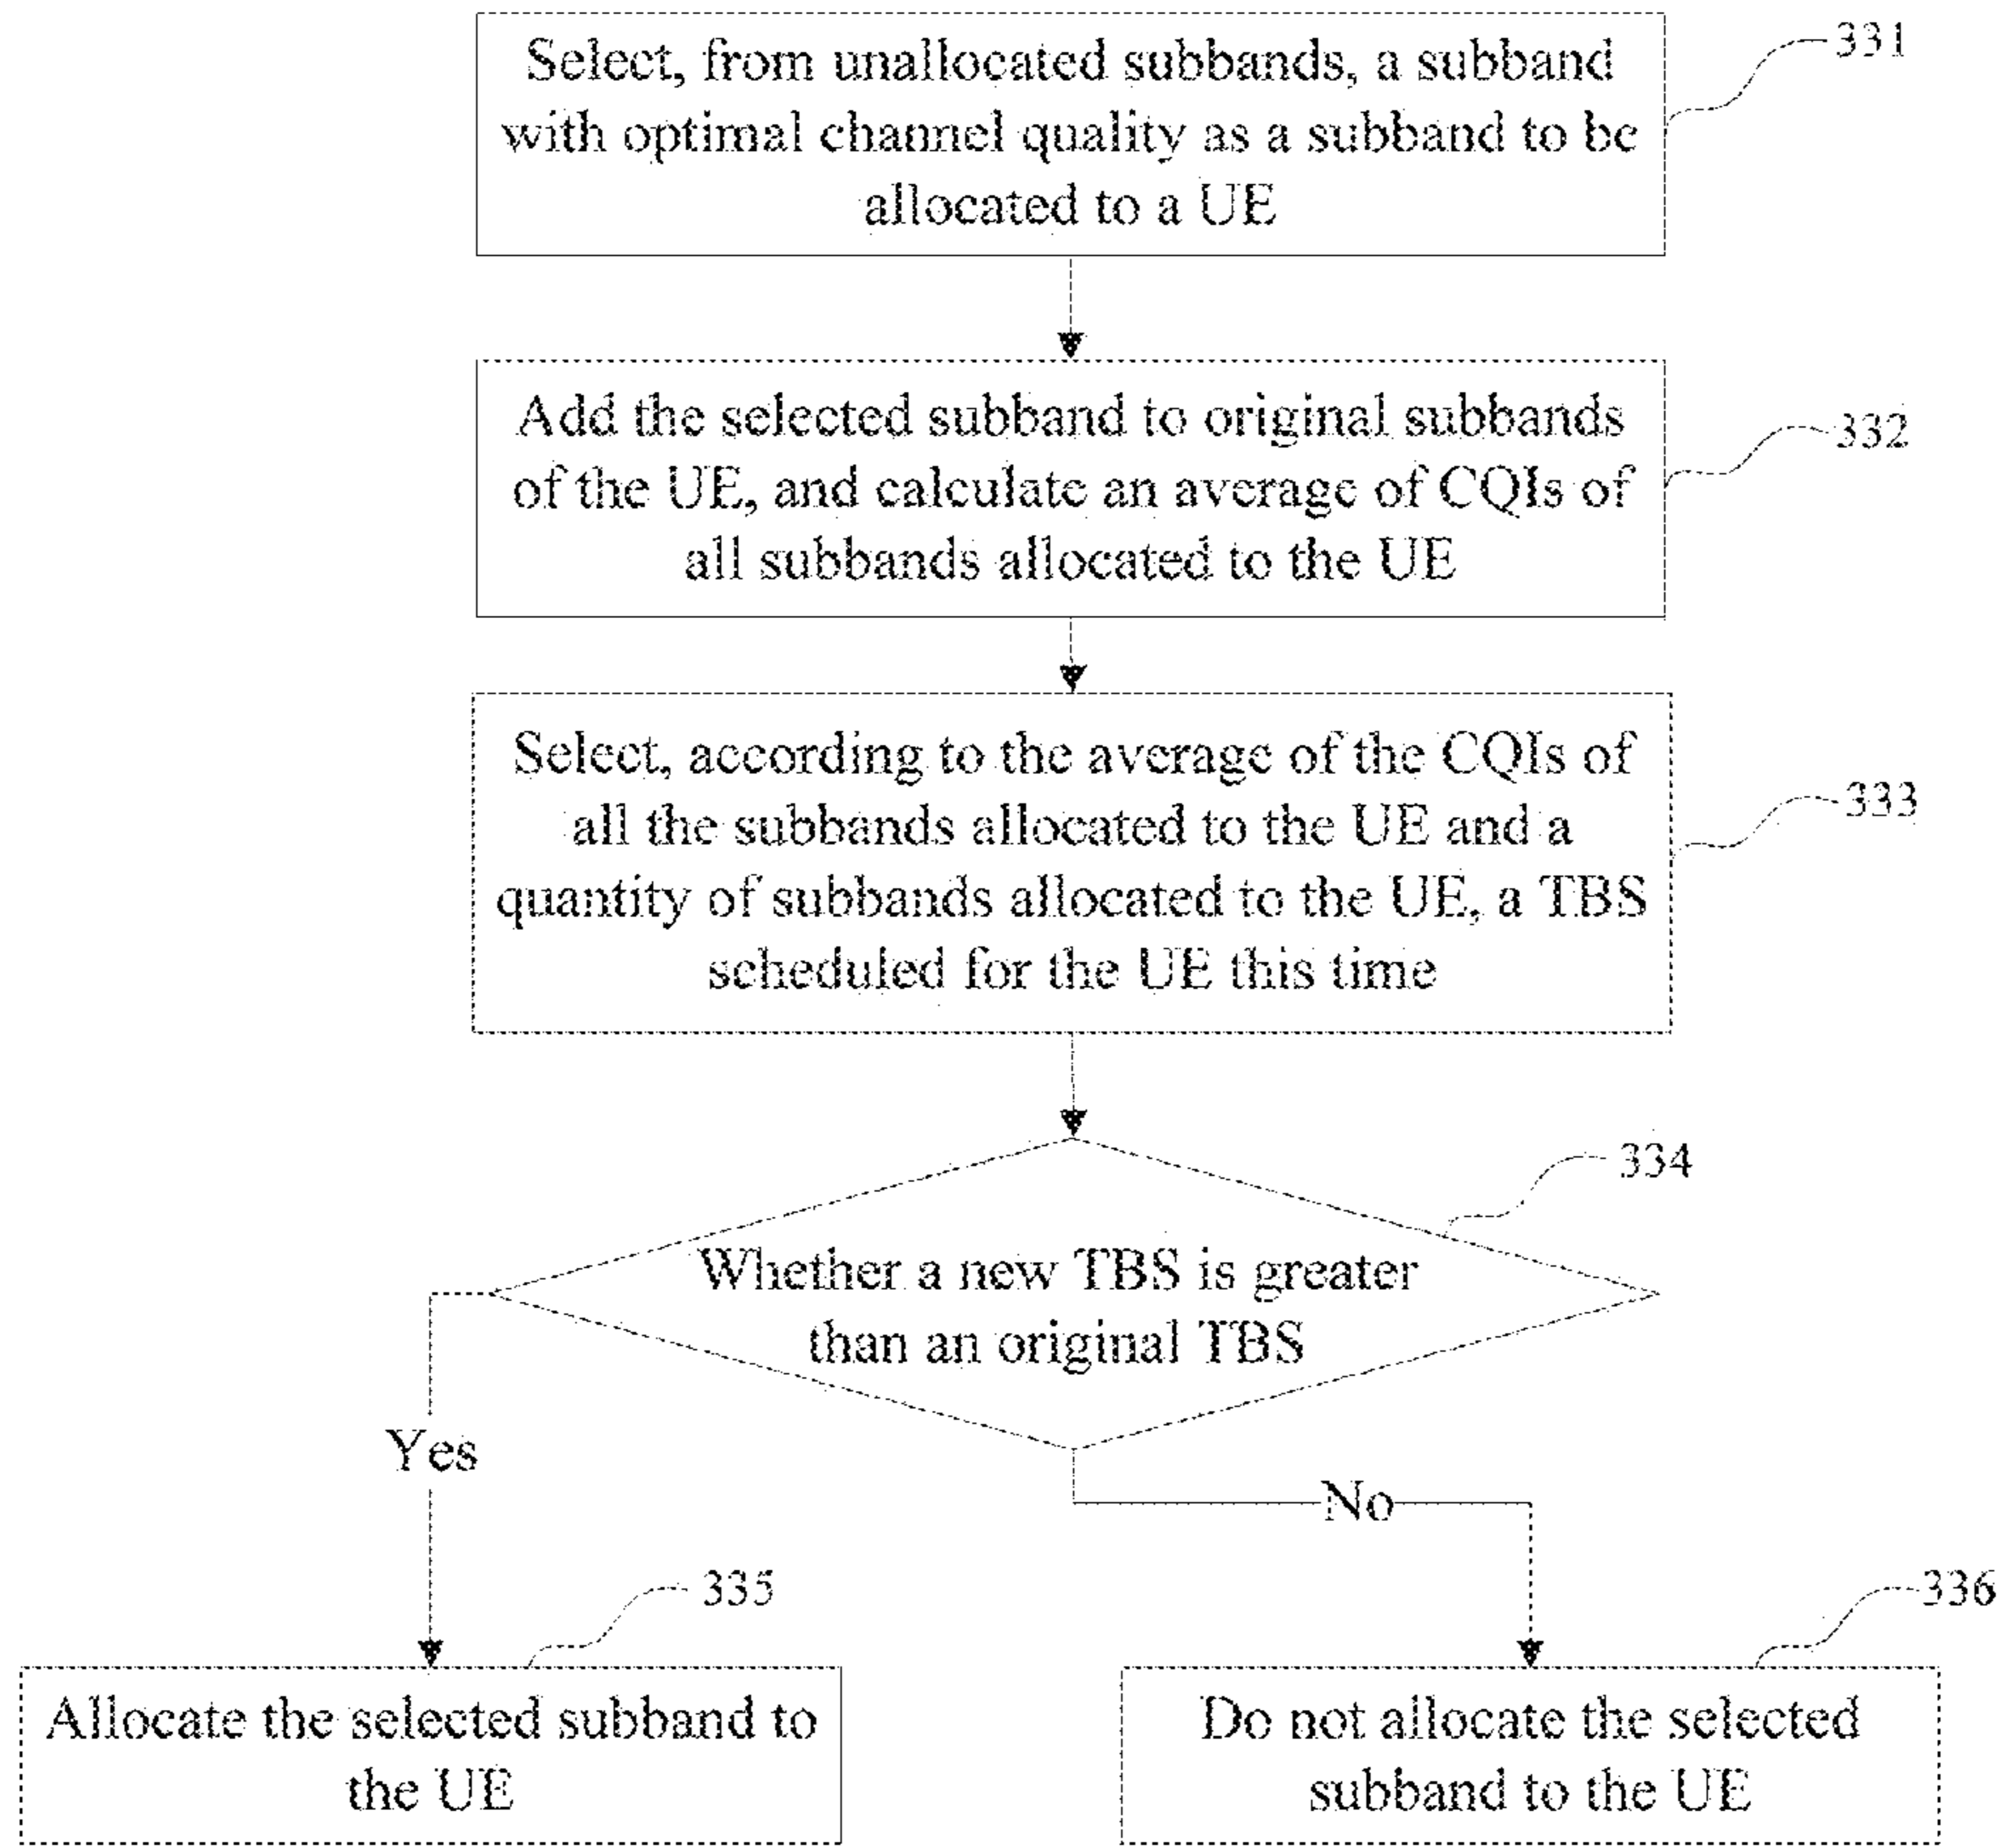 Select, from unallocated subbands, a subband
with optimal channel quality as a subband to be
allocated to a UE
331
Add the selected subband to original subbands
of the UE, and calculate an average of CQIs of
all subbands allocated to the UE
332
Select, according to the average of the CQIs of
all the subbands allocated to the UE and a
quantity of subbands allocated to the UE, a TBS
scheduled for the UE this time
333
334
Whether a new TBS is greater
than an original TBS
Yes
No
335
336
Allocate the selected subband to
the UE
Do not allocate the selected
subband to the UE